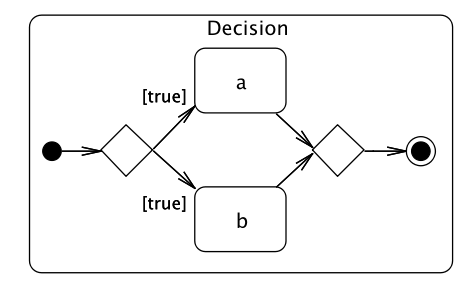 Decision
[true]
a
[true]
b